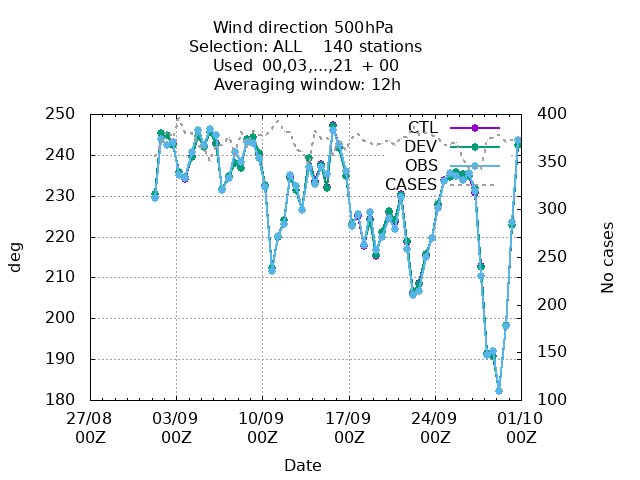 Wind direction 500hPa
Selection: ALL 140 stations
Used 00,03,...,21 + 00
Averaging window: 12h
250 400
CTL
DEV
240 350
OBS
CASES
230 300
220 250
210 200
200
190 150
180 100
deg
No cases
27/08 03/09 10/09 17/09 24/09 01/10
00Z 00Z 00Z 00Z 00Z 00Z
Date